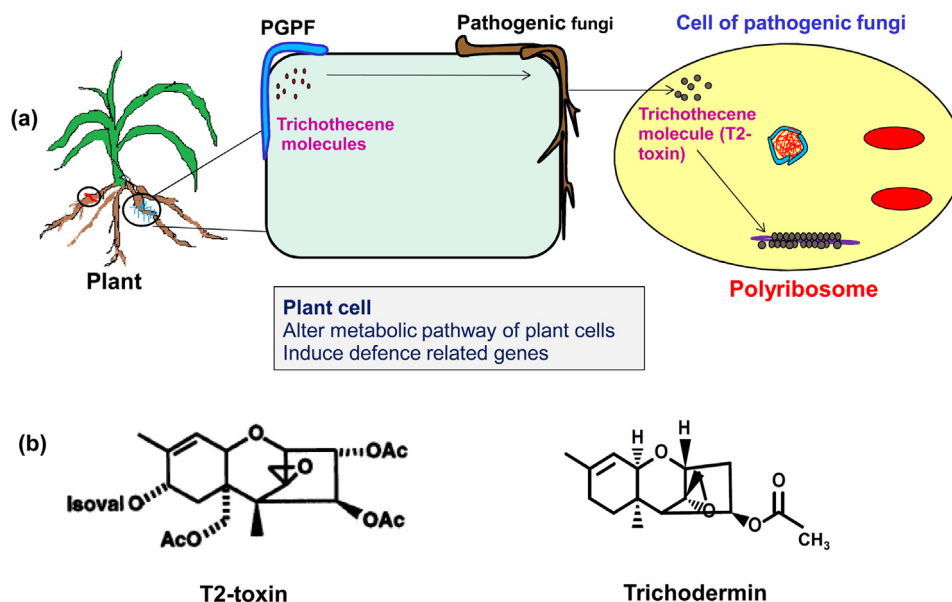 PGPF
Pathogenic fungi
Cell of pathogenic fungi
(a)
Trichothecene
molecules
Trichothecene
molecule (T2-
toxin)
Plant
Polyribosome
Plant cell
Alter metabolic pathway of plant cells
Induce defence related genes
(b)
O
OAc
O
Isoval O
AcO
OAc
T2-toxin
H
H
O
O
O
O
CH3
Trichodermin